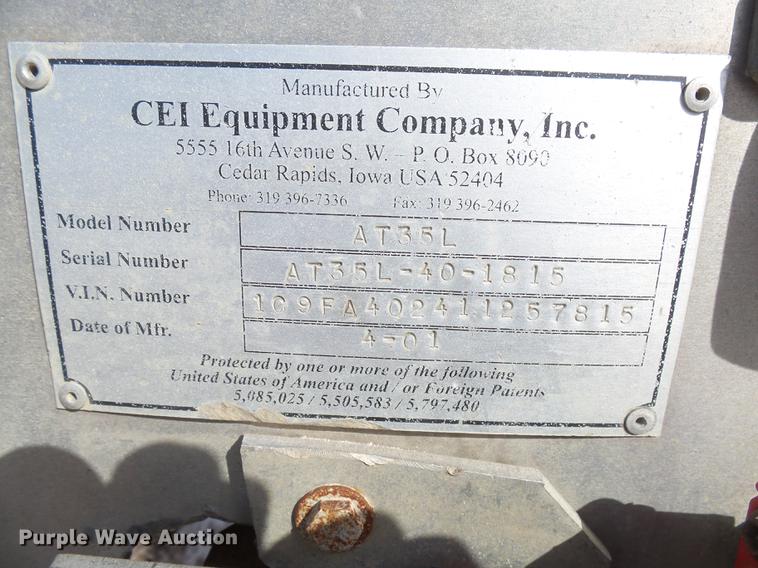 Manufactured By
CEI Equipment Company, Inc.
5555 16th Avenue S. W. - P. O. Box 8090
Cedar Rapids, Iowa USA 52404
Phone: 319 396-7336 Fax: 319 396-2462
Model Number AT35L
Serial Number AT35L-40-1815
V.I.N. Number 1C9FA402411257815
Date of Mfr. 4-01
Protected by one or more of the following
United States of America and / or Foreign Patents
5,085,025 / 5,505,583 / 5,797,480
Purple Wave Auction